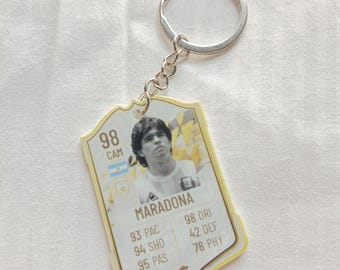 98
CAM
MARADONA
93 PAC 98 DRI
94 SHO 42 DEF
95 PAS 78 PHY